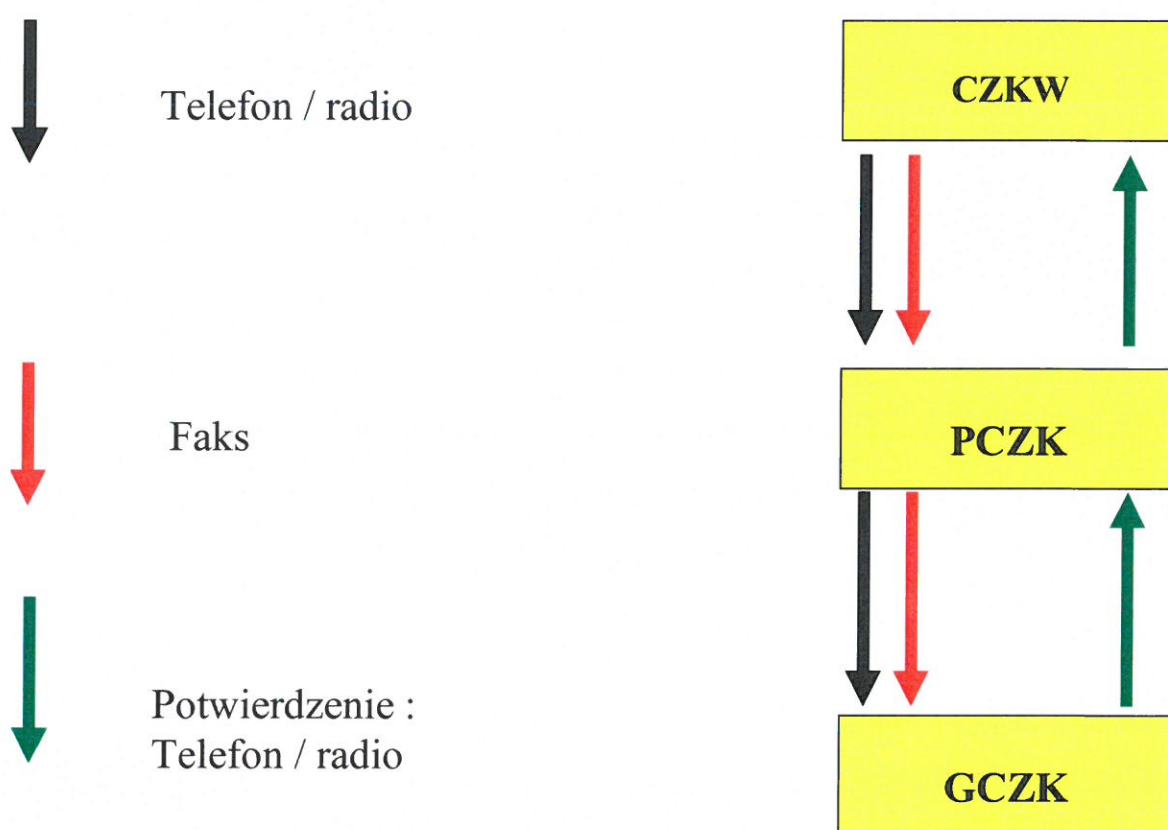 Telefon / radio
CZKW
Faks
PCZK
Potwierdzenie :
Telefon / radio
GCZK